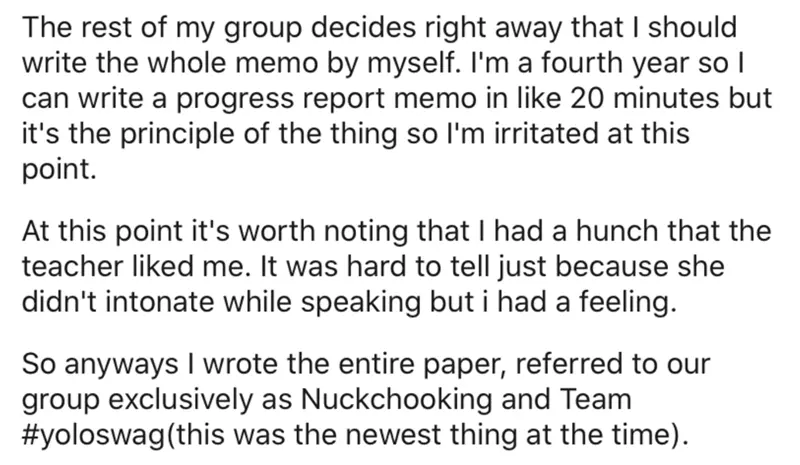 The rest of my group decides right away that I should
write the whole memo by myself. I'm a fourth year so I
can write a progress report memo in like 20 minutes but
it's the principle of the thing so I'm irritated at this
point.
At this point it's worth noting that I had a hunch that the
teacher liked me. It was hard to tell just because she
didn't intonate while speaking but i had a feeling.
So anyways I wrote the entire paper, referred to our
group exclusively as Nuckchooking and Team
#yoloswag(this was the newest thing at the time).